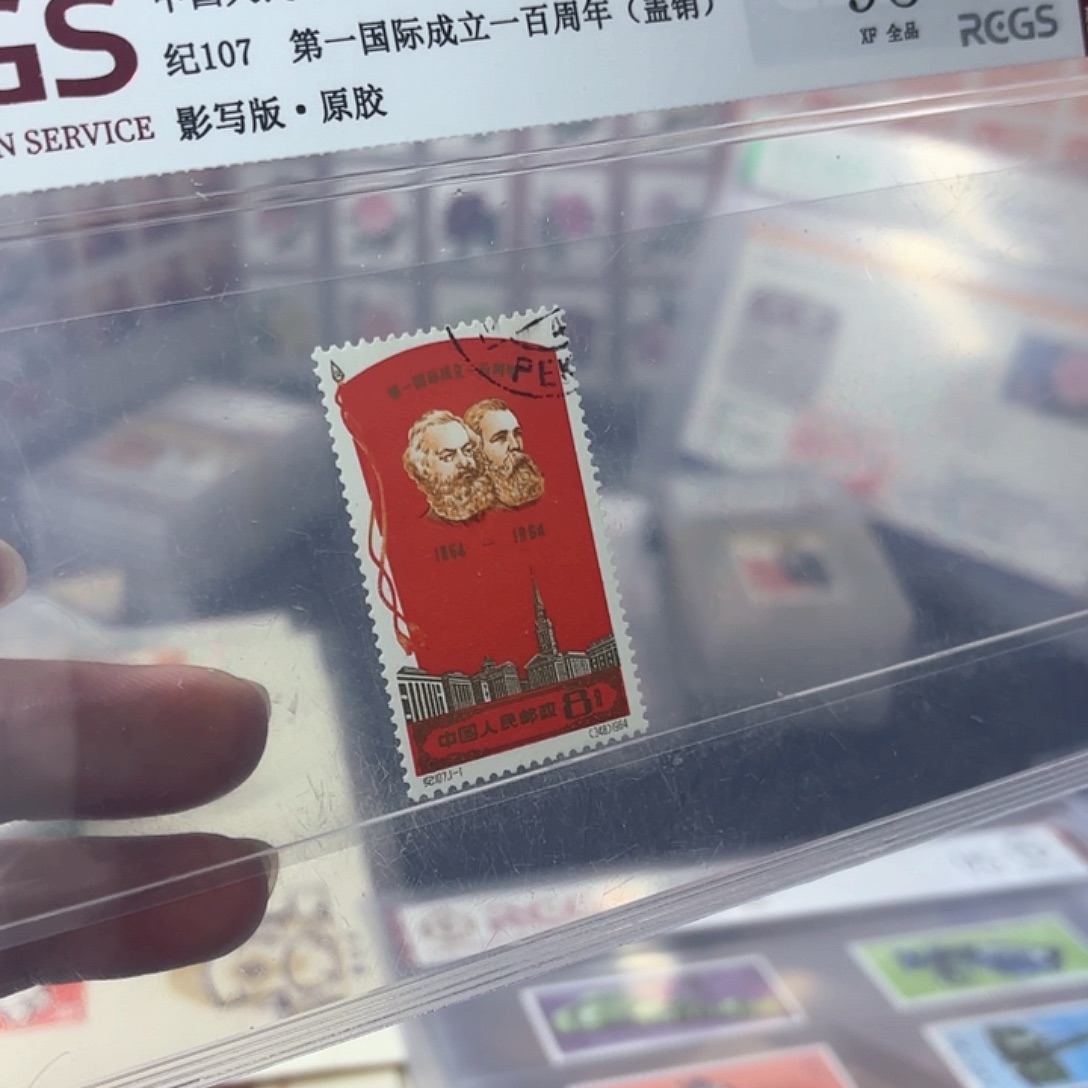 GS
纪107 第一国际成立一百周年（盖销）
XF 全品
RCGS
N SERVICE
影写版·原胶
PEK
1864 — 1964
中国人民邮政 8分
纪107.1-1
(348)1964